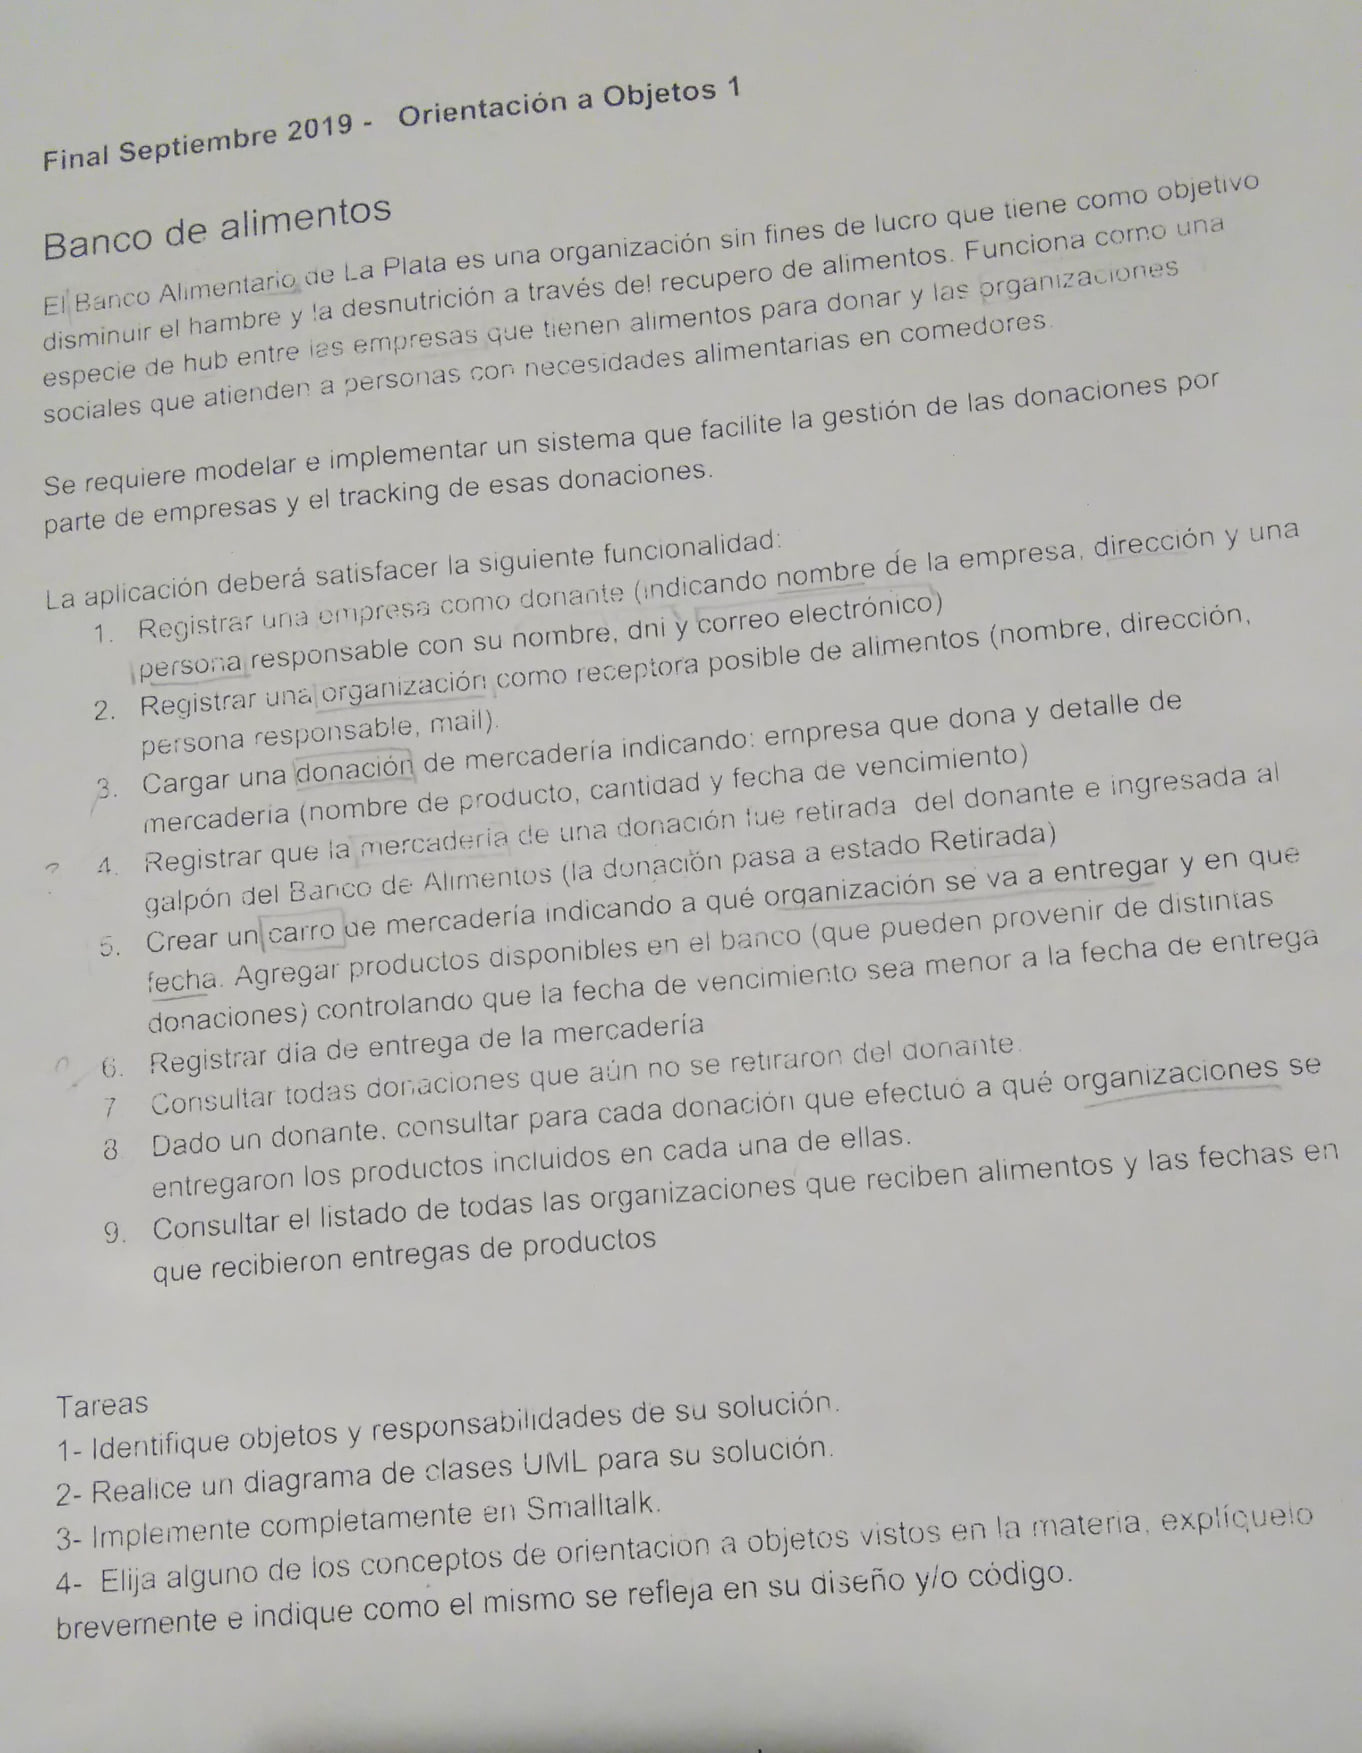 Final Septiembre 2019 - Orientación a Objetos 1
Banco de alimentos
El Banco Alimentario de La Plata es una organización sin fines de lucro que tiene como objetivo
disminuir el hambre y la desnutrición a través del recupero de alimentos. Funciona como una
especie de hub entre las empresas que tienen alimentos para donar y las organizaciones
sociales que atienden a personas con necesidades alimentarias en comedores.
Se requiere modelar e implementar un sistema que facilite la gestión de las donaciones por
parte de empresas y el tracking de esas donaciones.
La aplicación deberá satisfacer la siguiente funcionalidad:
1. Registrar una empresa como donante (indicando nombre de la empresa, dirección y una
persona responsable con su nombre, dni y correo electrónico)
2. Registrar una organización como receptora posible de alimentos (nombre, dirección,
persona responsable, mail).
3. Cargar una donación de mercadería indicando: empresa que dona y detalle de
mercadería (nombre de producto, cantidad y fecha de vencimiento)
? 4. Registrar que la mercadería de una donación fue retirada del donante e ingresada al
galpón del Banco de Alimentos (la donación pasa a estado Retirada)
5. Crear un carro de mercadería indicando a qué organización se va a entregar y en que
fecha. Agregar productos disponibles en el banco (que pueden provenir de distintas
donaciones) controlando que la fecha de vencimiento sea menor a la fecha de entrega
6. Registrar día de entrega de la mercadería
7 Consultar todas donaciones que aún no se retiraron del donante.
8 Dado un donante, consultar para cada donación que efectuó a qué organizaciones se
entregaron los productos incluidos en cada una de ellas.
9. Consultar el listado de todas las organizaciones que reciben alimentos y las fechas en
que recibieron entregas de productos
Tareas
1- Identifique objetos y responsabilidades de su solución.
2- Realice un diagrama de clases UML para su solución.
3- Implemente completamente en Smalltalk.
4- Elija alguno de los conceptos de orientación a objetos vistos en la materia, explíquelo
brevemente e indique como el mismo se refleja en su diseño y/o código.